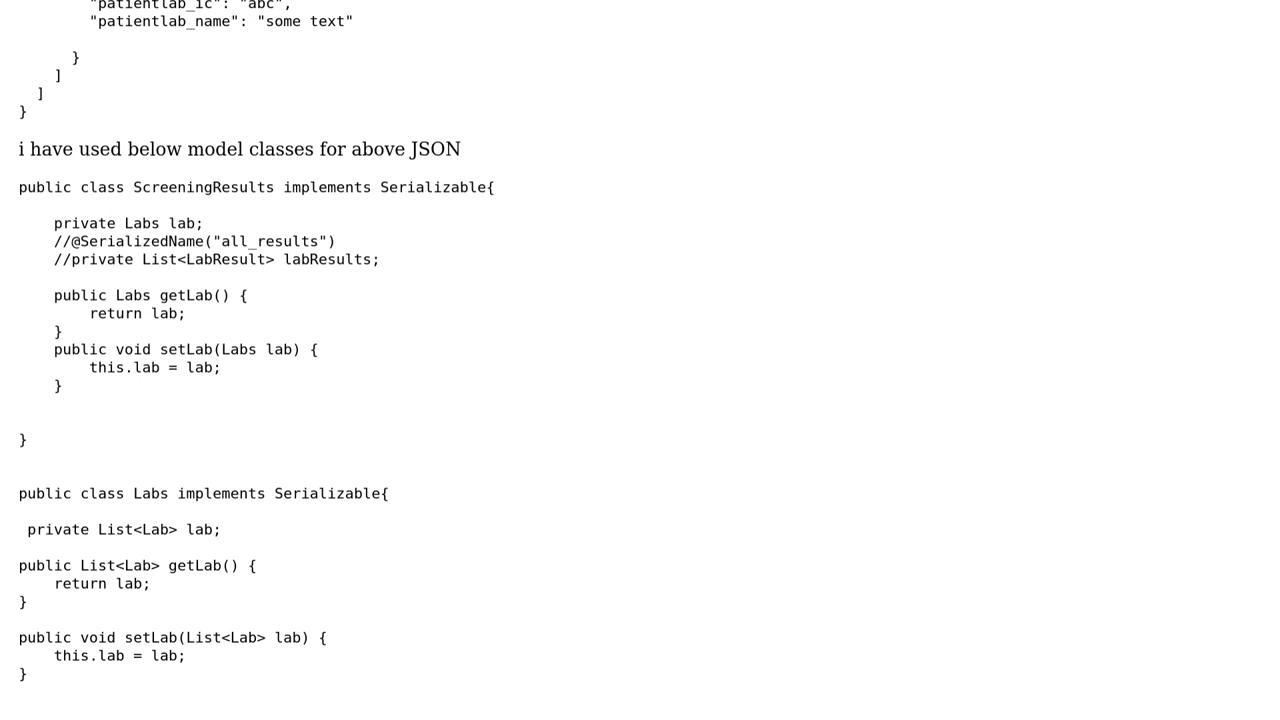 "patientlab_ic": "abc",
"patientlab_name": "some text"
}
]
]
}
i have used below model classes for above JSON
public class ScreeningResults implements Serializable{
private Labs lab;
//@SerializedName("all_results")
//private List<LabResult> labResults;
public Labs getLab() {
return lab;
}
public void setLab(Labs lab) {
this.lab = lab;
}
}
public class Labs implements Serializable{
private List<Lab> lab;
public List<Lab> getLab() {
return lab;
}
public void setLab(List<Lab> lab) {
this.lab = lab;
}